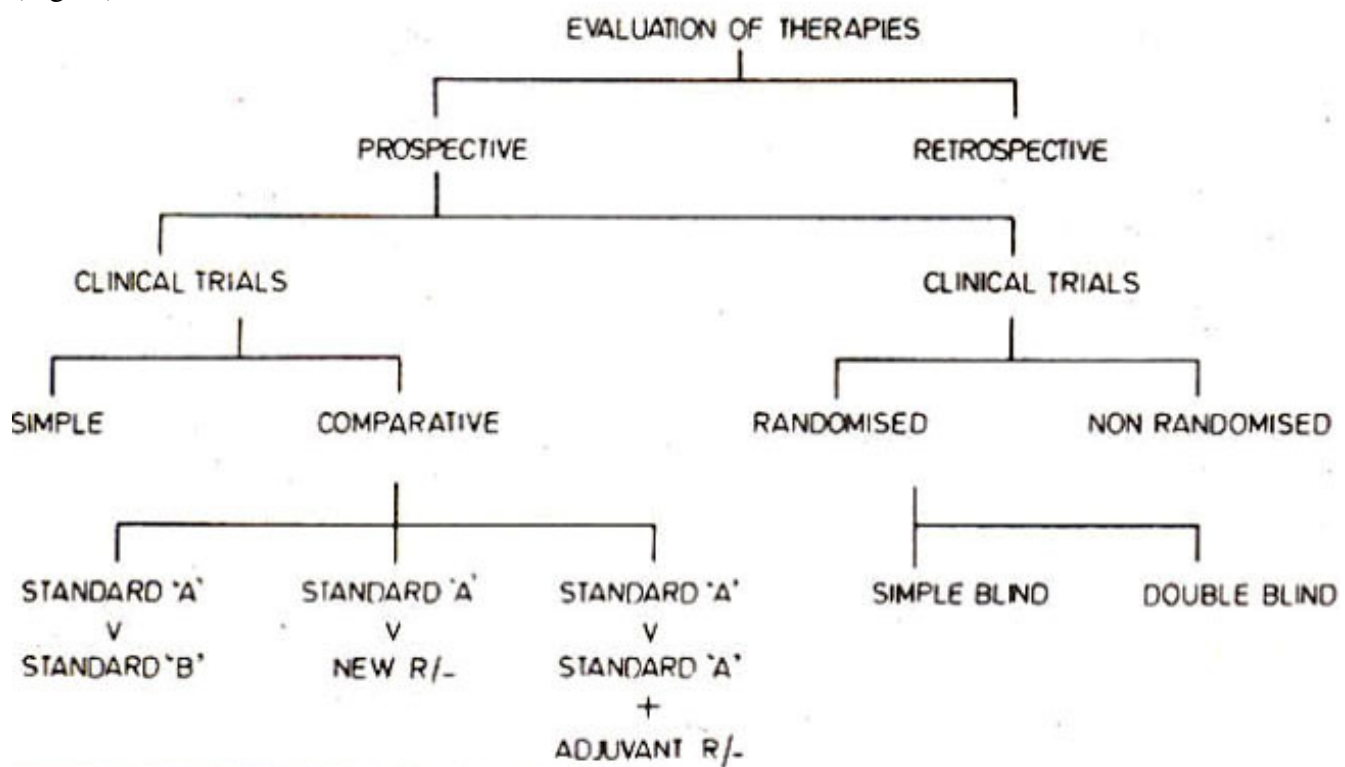 EVALUATION OF THERAPIES
PROSPECTIVE RETROSPECTIVE
CLINICAL TRIALS CLINICAL TRIALS
SIMPLE COMPARATIVE RANDOMISED NON RANDOMISED
STANDARD 'A' STANDARD 'A' STANDARD 'A' SIMPLE BLIND DOUBLE BLIND
V V V
STANDARD 'B' NEW R/- STANDARD 'A'
+
ADJUVANT R/-